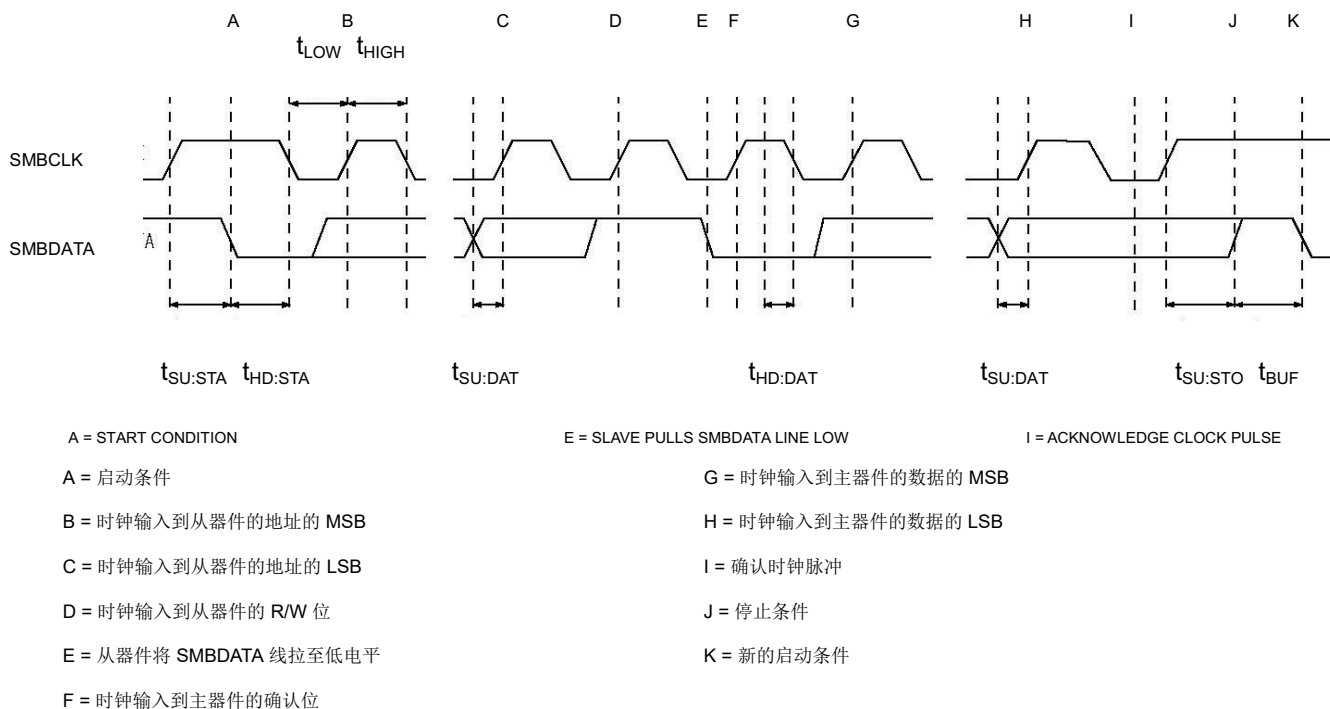 A B C D E F G H I J K
tLOW tHIGH
SMBCLK
A
SMBDATA
tSU:STA tHD:STA tSU:DAT tHD:DAT tSU:DAT tSU:STO tBUF
A = START CONDITION E = SLAVE PULLS SMBDATA LINE LOW I = ACKNOWLEDGE CLOCK PULSE
A = 启动条件
B = 时钟输入到从器件的地址的 MSB
C = 时钟输入到从器件的地址的 LSB
D = 时钟输入到从器件的 R/W 位
E = 从器件将 SMBDATA 线拉至低电平
F = 时钟输入到主器件的确认位
G = 时钟输入到主器件的数据的 MSB
H = 时钟输入到主器件的数据的 LSB
I = 确认时钟脉冲
J = 停止条件
K = 新的启动条件